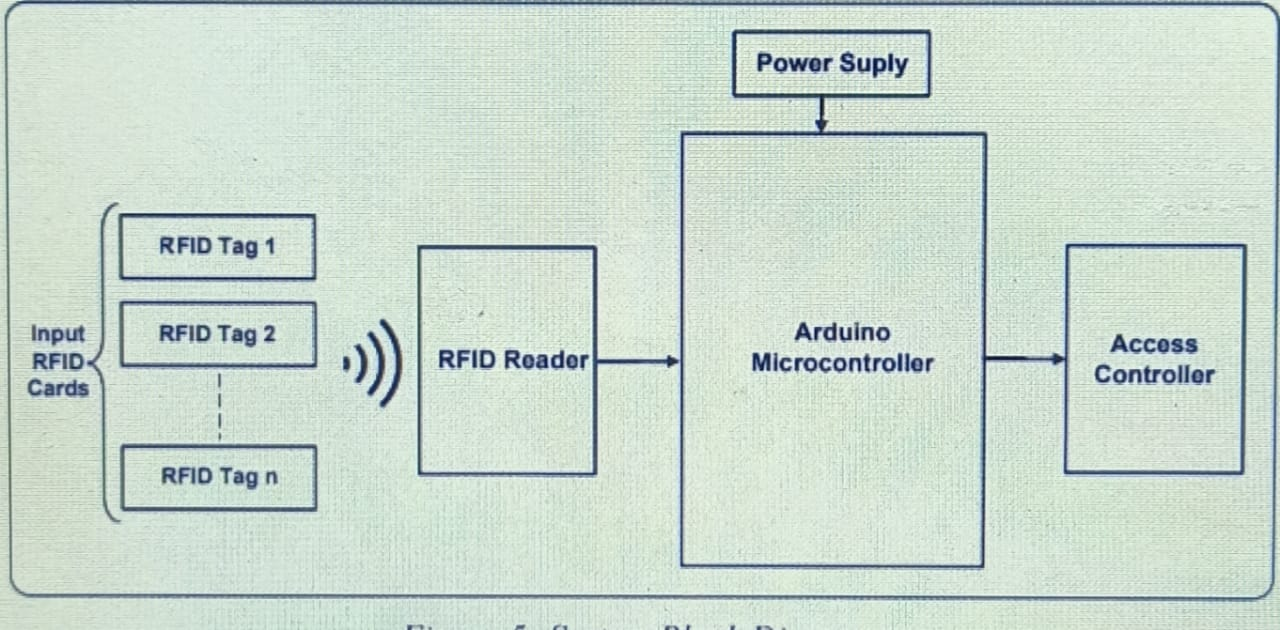 Power Suply
RFID Tag 1
RFID Tag 2
RFID Tag n
Input
RFID
Cards
RFID Reader
Arduino
Microcontroller
Access
Controller